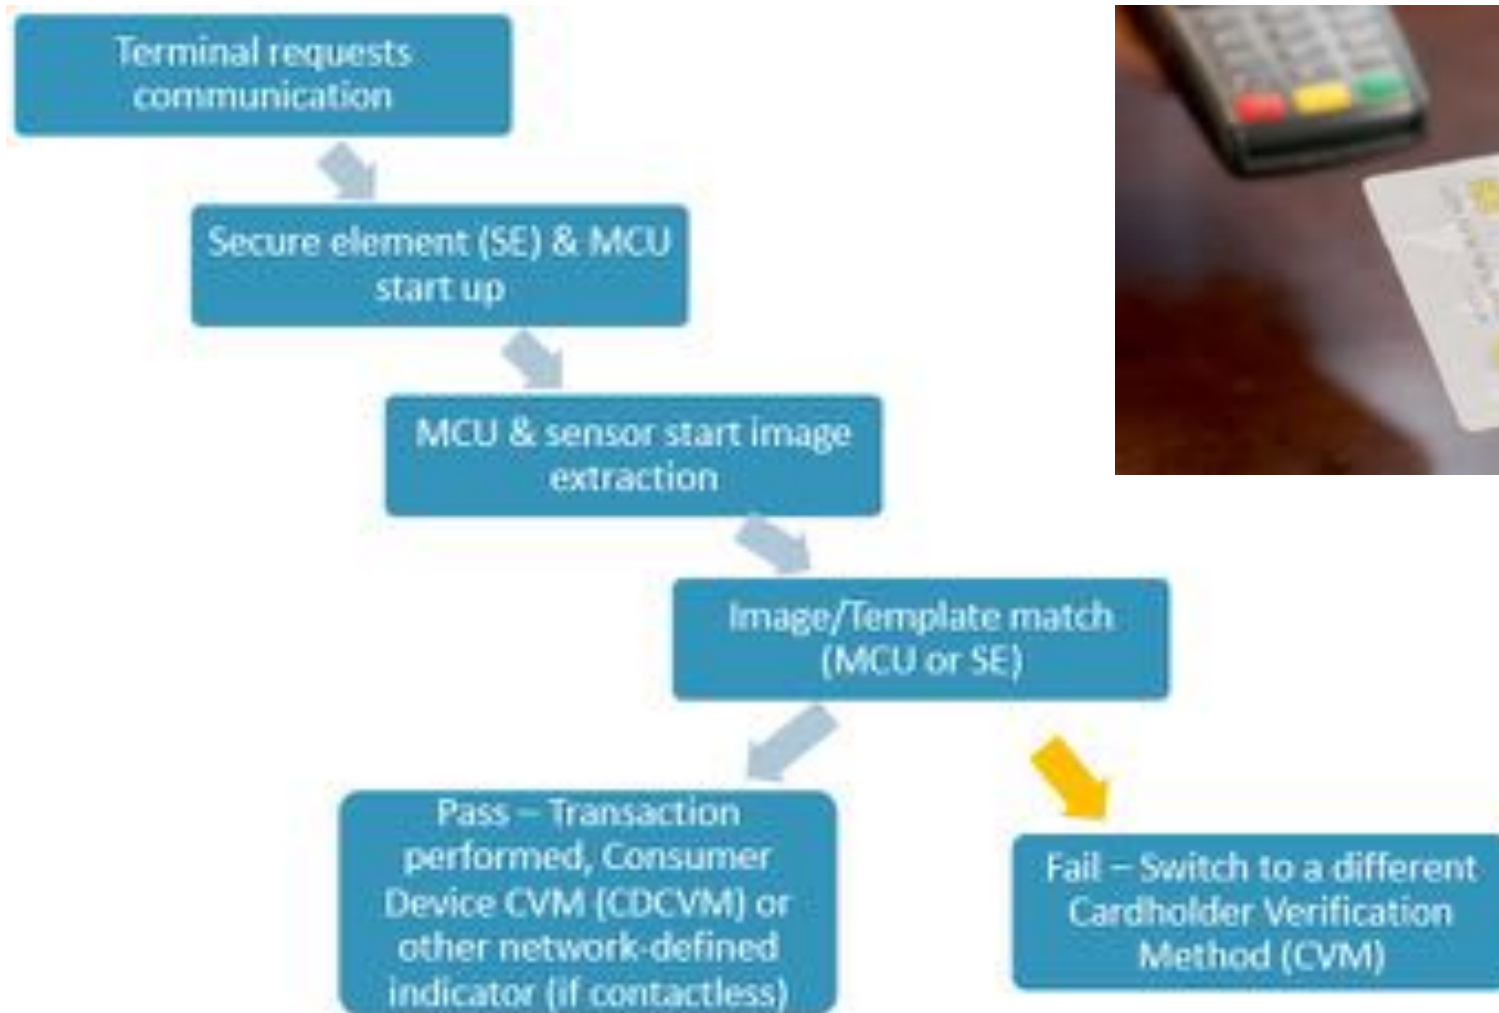 Terminal requests
communication
Secure element (SE) & MCU
start up
MCU & sensor start image
extraction
Image/Template match
(MCU or SE)
Pass – Transaction
performed, Consumer
Device CVM (CDCVM) or
other network-defined
indicator (if contactless)
Fail – Switch to a different
Cardholder Verification
Method (CVM)